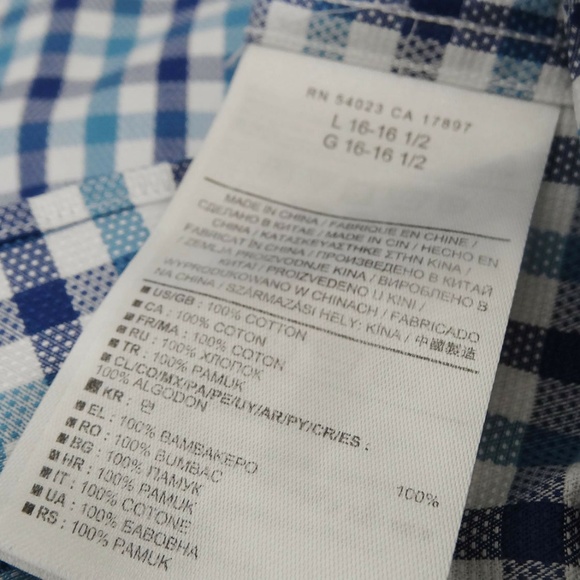 RN 54023 CA 17897
L 16-16 1/2
G 16-16 1/2
MADE IN CHINA / FABRIQUE EN CHINE /
СДЕЛАНО В КИТАЕ / MADE IN CIN / HECHO EN
CHINA / ΚΑΤΑΣΚΕΥΑΣΤΗΚΕ ΣΤΗΝ ΚΙΝΑ /
FABRICAT ÎN CHINA / ПРОИЗВЕДЕНО В КИТАЙ
/ ZEMLJA PROIZVODNJE KINA / ВИРОБЛЕНО В
КИТАЇ / PROIZVEDENO U KINI /
WYPRODUKOWANO W CHINACH / FABRICADO
NA CHINA / SZÁRMAZÁSI HELY: KÍNA / 中國製造
US/GB : 100% COTTON
CA : 100% COTON
FR/MA : 100% COTON
RU : 100% ХЛОПОК
TR : 100% PAMUK
CL/CO/MX/PA/PE/UY/AR/PY/CR/ES :
100% ALGODON
KR : 면 100%
EL : 100% ΒΑΜΒΑΚΕΡΟ
RO : 100% BUMBAC
BG : 100% ПАМУК
HR : 100% PAMUK
IT : 100% COTONE
UA : 100% БАВОВНА
RS : 100% PAMUK